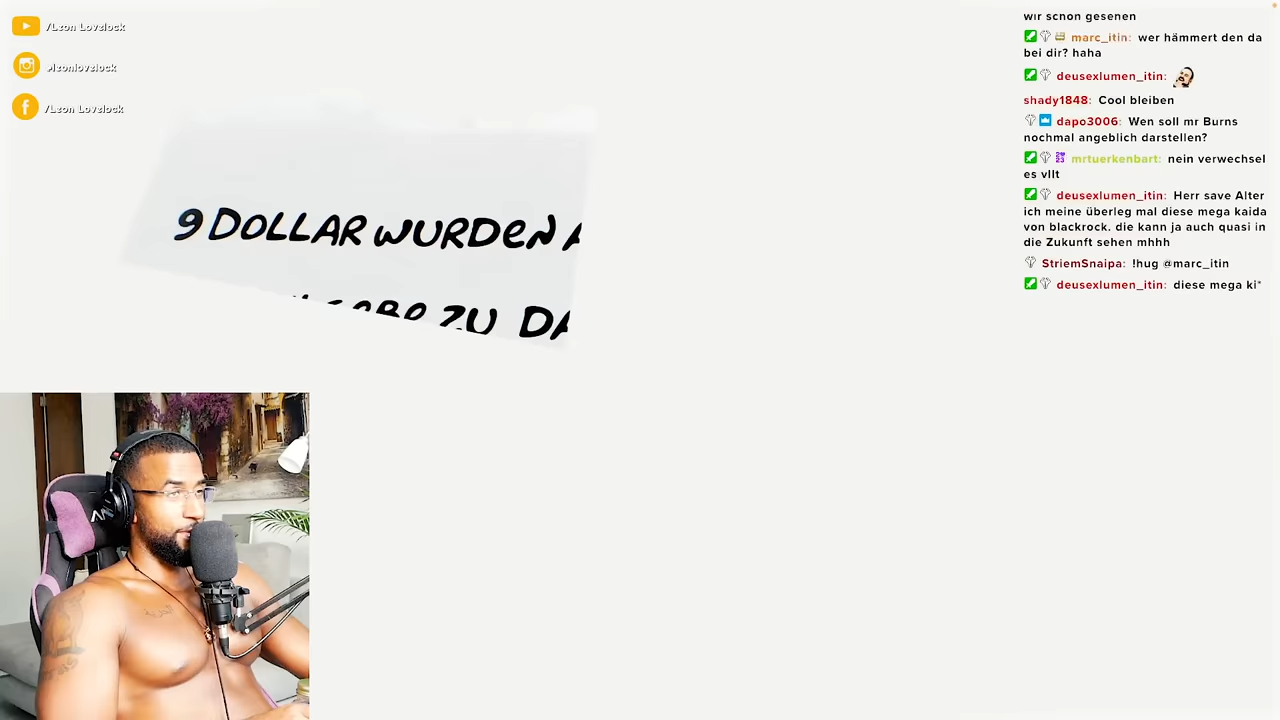 /Leon Lovelock
leonlovelock
/Leon Lovelock
9 DOLLAR WURDEN
ZU DA
wir schon gesehen
marc_itin: wer hämmert den da
bei dir? haha
deusexlumen_itin:
shady1848: Cool bleiben
dapo3006: Wen soll mr Burns
nochmal angeblich darstellen?
mrtuerkenbart: nein verwechsel
es vllt
deusexlumen_itin: Herr save Alter
ich meine überleg mal diese mega kaida
von blackrock. die kann ja auch quasi in
die Zukunft sehen mhhh
StriemSnaipa: !hug @marc_itin
deusexlumen_itin: diese mega ki*